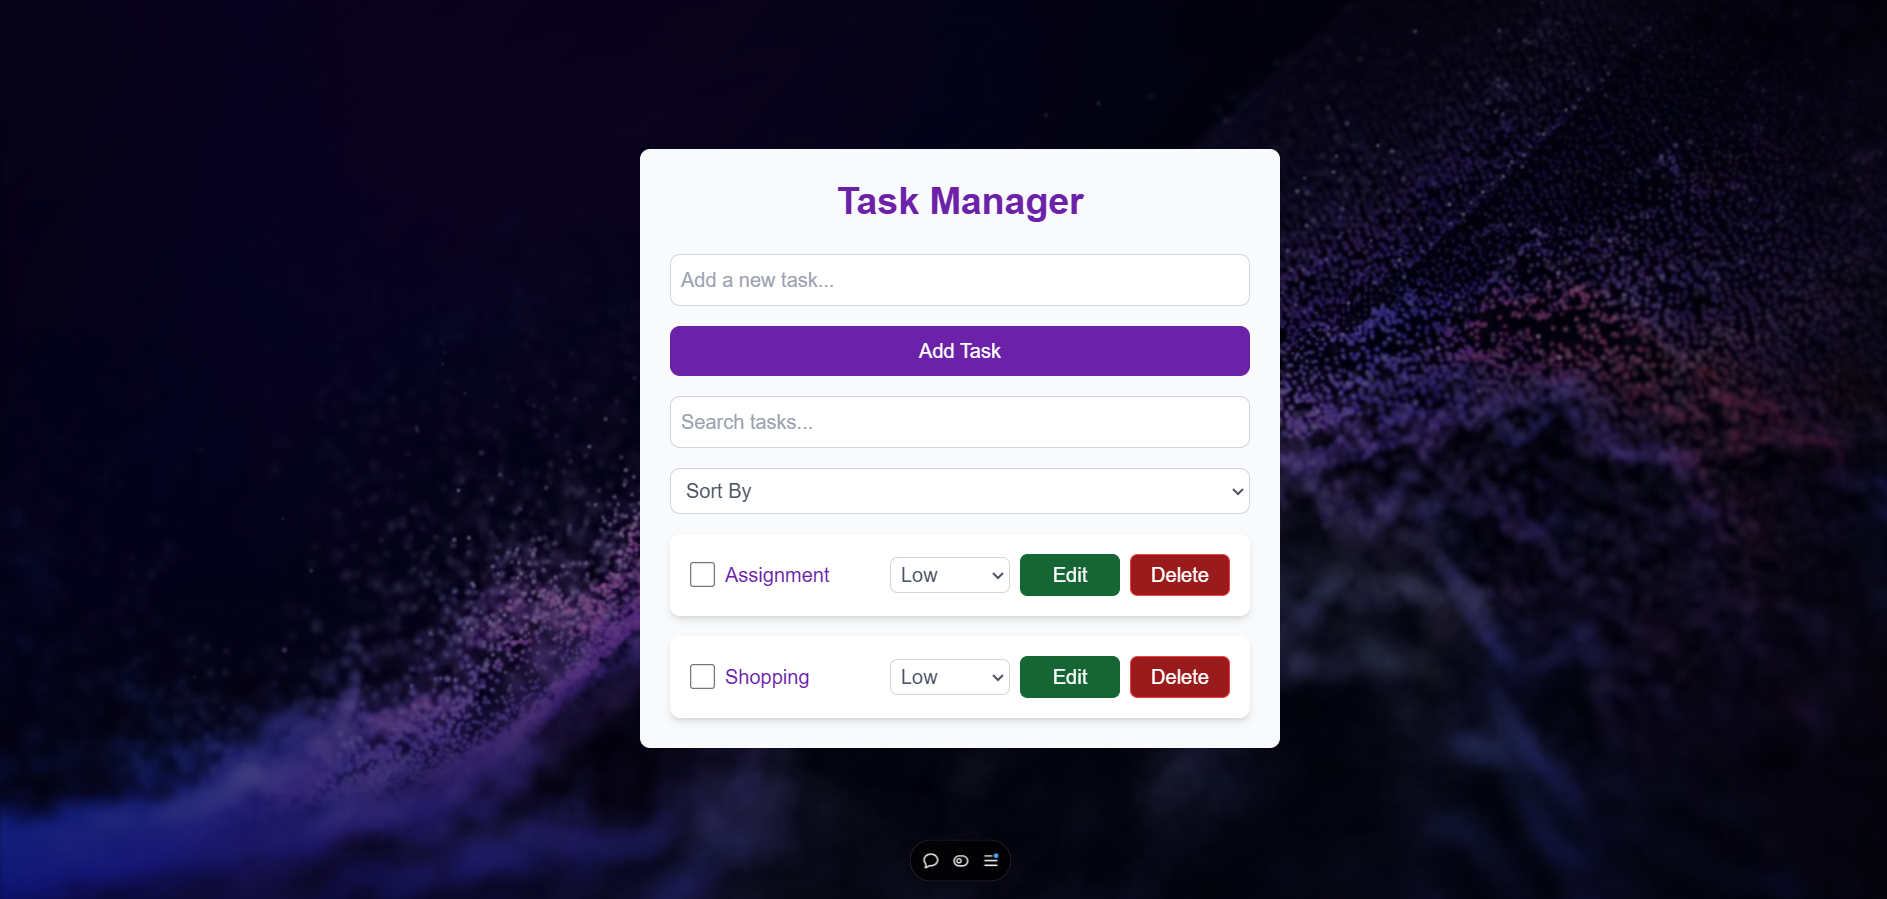 Task Manager
Add a new task...
Add Task
Search tasks...
Sort By
Assignment Low Edit Delete
Shopping Low Edit Delete